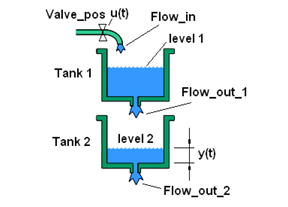 Valve_pos u(t)
Flow_in
level 1
Tank 1
Flow_out_1
Tank 2
level 2
y(t)
Flow_out_2